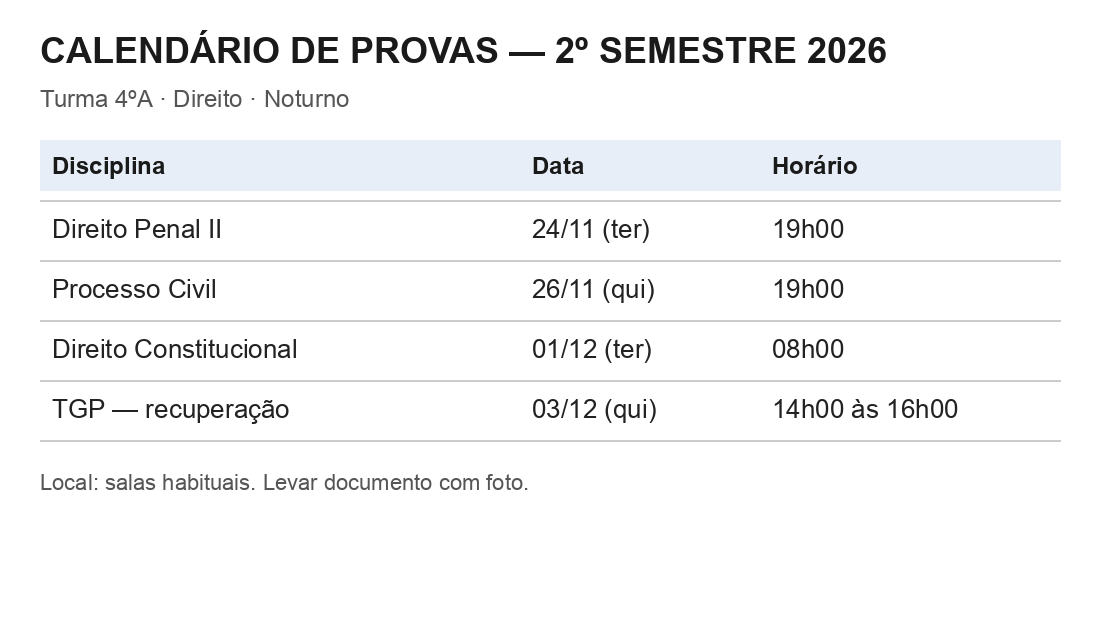 CALENDÁRIO DE PROVAS — 2º SEMESTRE 2026
Turma 4ºA · Direito · Noturno
Disciplina Data Horário
Direito Penal II 24/11 (ter) 19h00
Processo Civil 26/11 (qui) 19h00
Direito Constitucional 01/12 (ter) 08h00
TGP — recuperação 03/12 (qui) 14h00 às 16h00
Local: salas habituais. Levar documento com foto.